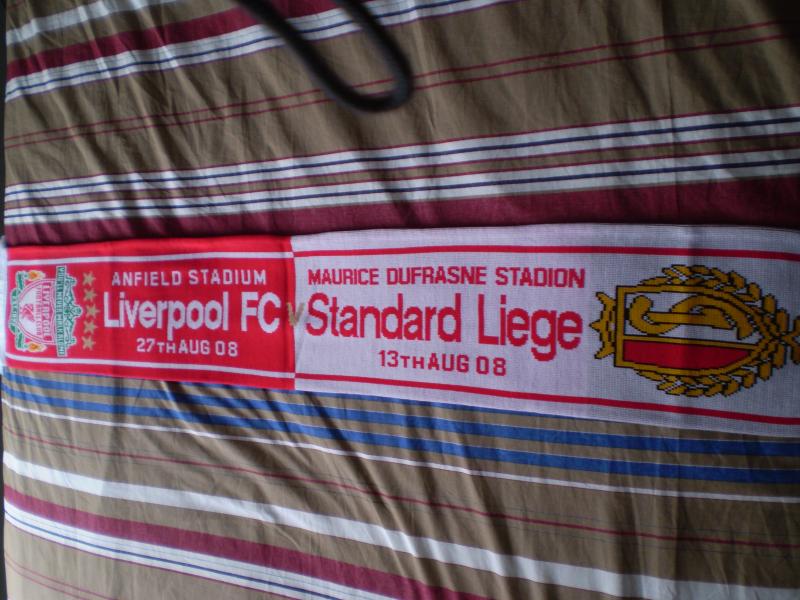 ANFIELD STADIUM
Liverpool FC
27TH AUG 08
V
MAURICE DUFRASNE STADION
Standard Liege
13TH AUG 08